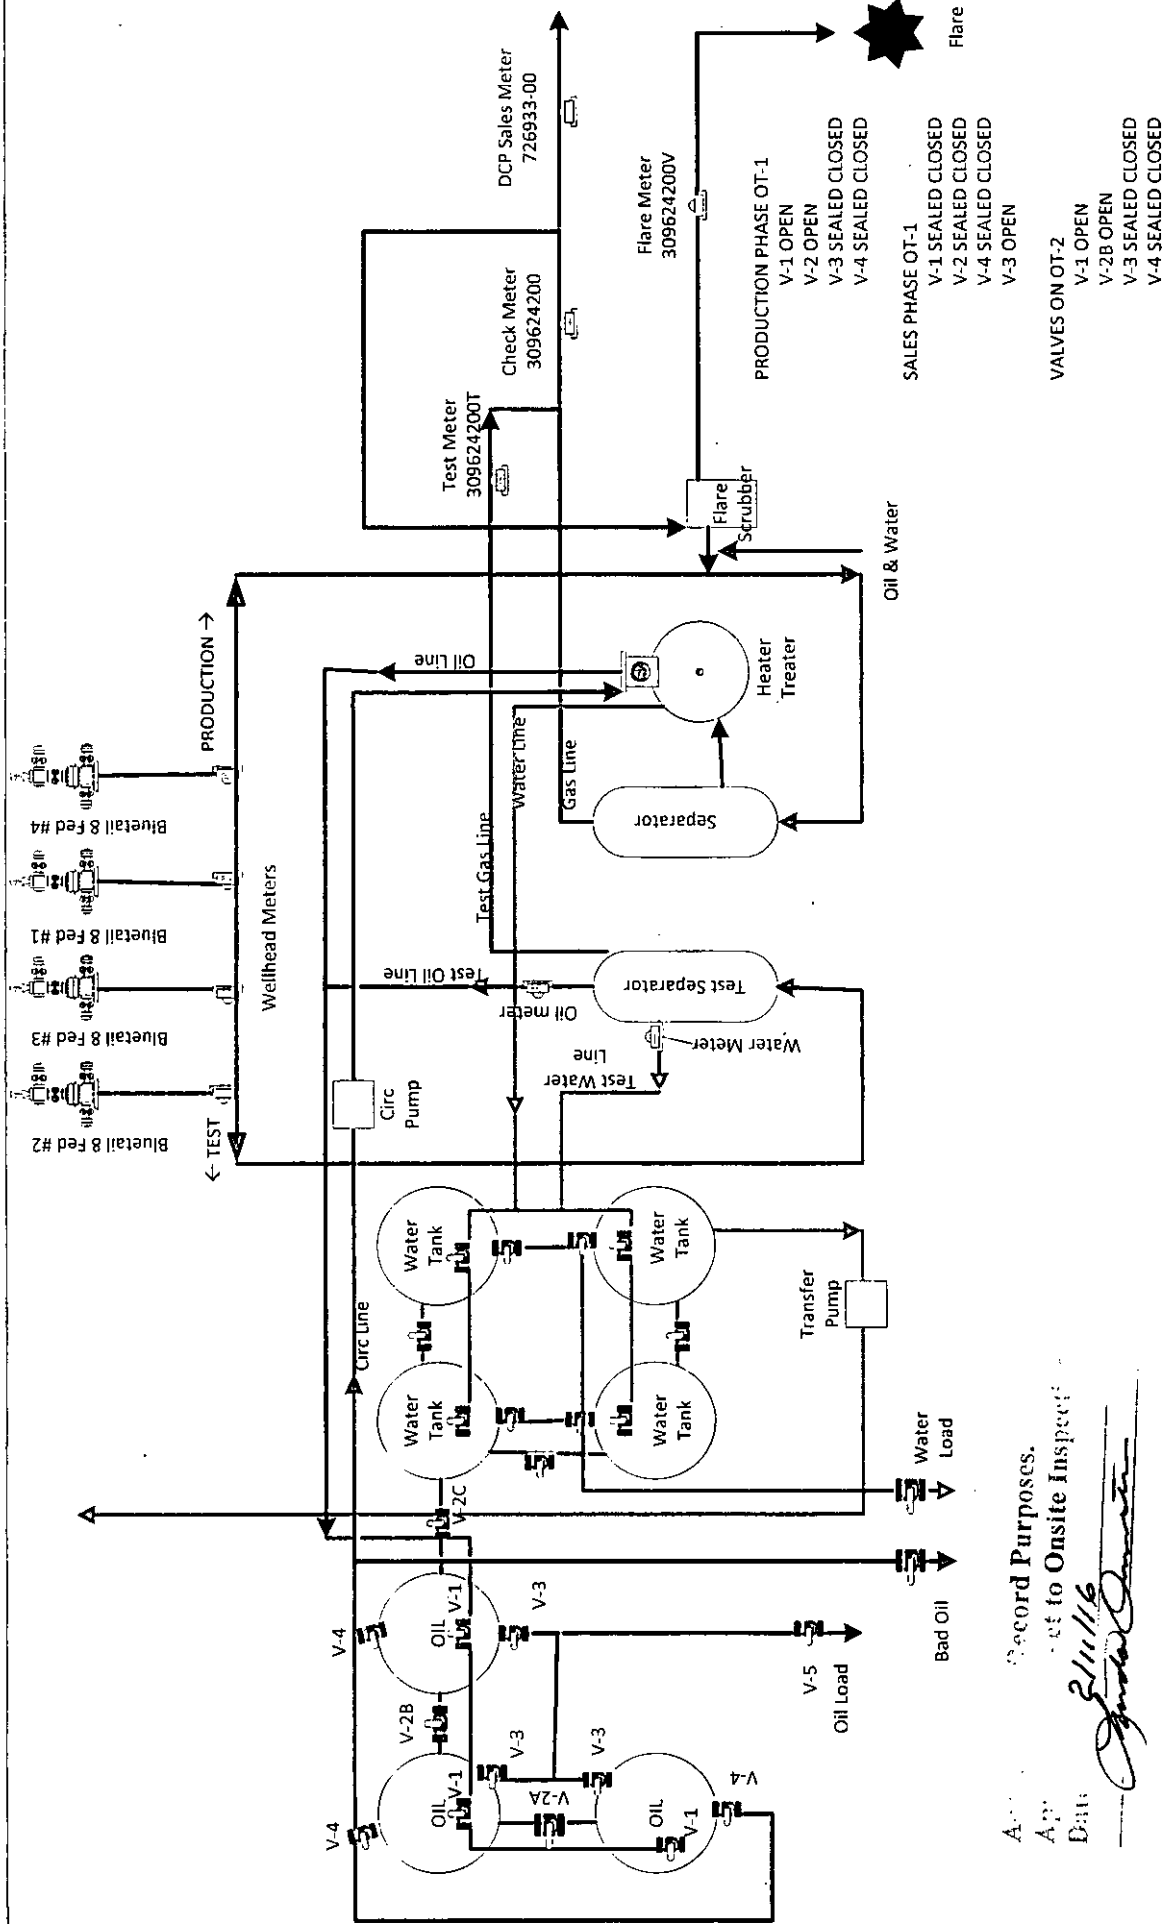 Bluetail 8 Fed #2
Bluetail 8 Fed #3
Bluetail 8 Fed #1
Bluetail 8 Fed #4
← TEST
PRODUCTION →
Wellhead Meters
Circ
Pump
Circ Line
Oil Line
Test Oil Line
Oil meter
Test Gas Line
Water Line
Gas Line
Test Water
Line
Water Meter
Test Separator
Separator
Heater
Treater
Test Meter
309624200T
Check Meter
309624200
DCP Sales Meter
726933-00
Flare Meter
309624200V
Flare
Scrubber
Oil & Water
Flare
Water
Tank
Water
Tank
Water
Tank
Water
Tank
Transfer
Pump
V-4
V-4
V-2B
V-2C
OIL
V-1
OIL
V-1
V-3
V-3
V-3
V-2A
OIL
V-1
V-4
V-5
Oil Load
Bad Oil
Water
Load
PRODUCTION PHASE OT-1
V-1 OPEN
V-2 OPEN
V-3 SEALED CLOSED
V-4 SEALED CLOSED
SALES PHASE OT-1
V-1 SEALED CLOSED
V-2 SEALED CLOSED
V-4 SEALED CLOSED
V-3 OPEN
VALVES ON OT-2
V-1 OPEN
V-2B OPEN
V-3 SEALED CLOSED
V-4 SEALED CLOSED
Record Purposes.
to Onsite
2/11/16